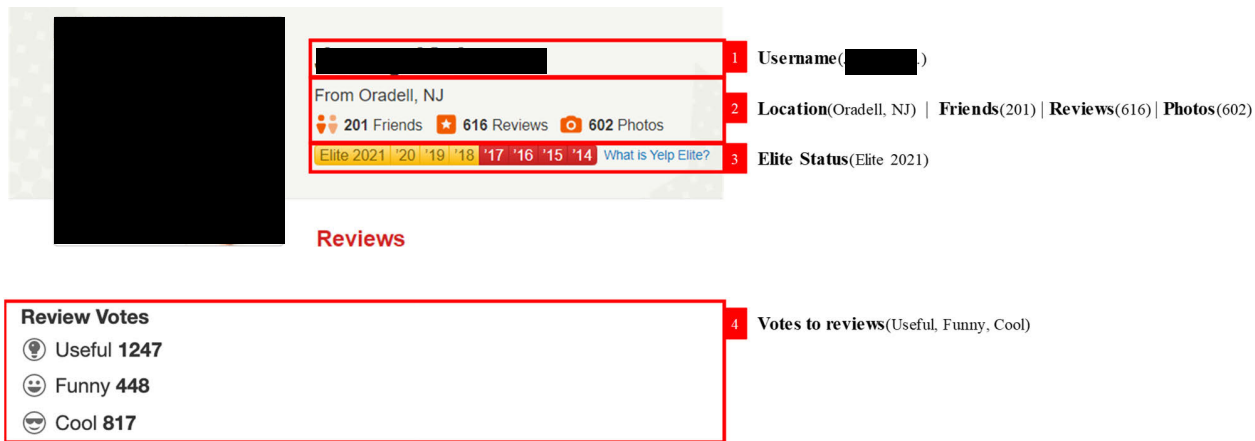 1 Username( .)
From Oradell, NJ
201 Friends 616 Reviews 602 Photos
2 Location(Oradell, NJ) | Friends(201) | Reviews(616) | Photos(602)
Elite 2021 '20 '19 '18 '17 '16 '15 '14 What is Yelp Elite?
3 Elite Status(Elite 2021)
Reviews
Review Votes
4 Votes to reviews(Useful, Funny, Cool)
Useful 1247
Funny 448
Cool 817